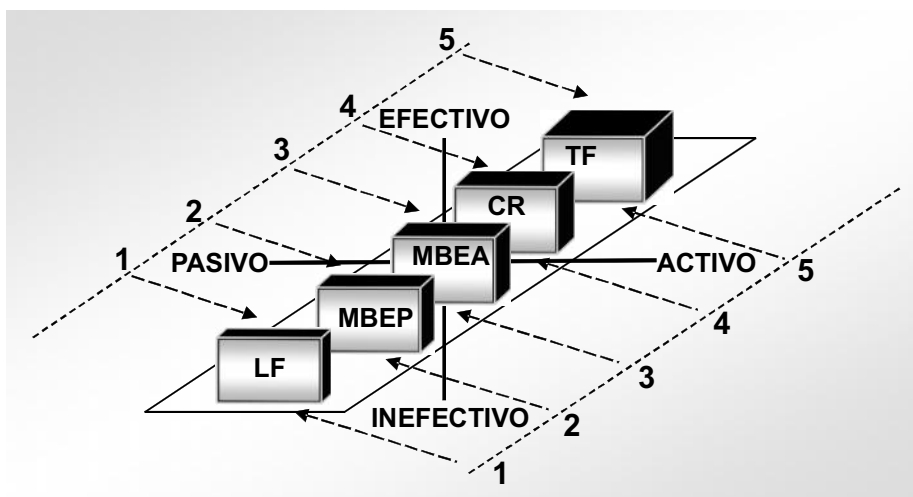 5
4
EFECTIVO
3
TF
2
CR
1
PASIVO
MBEA
ACTIVO
5
MBEP
4
LF
3
INEFECTIVO
2
1